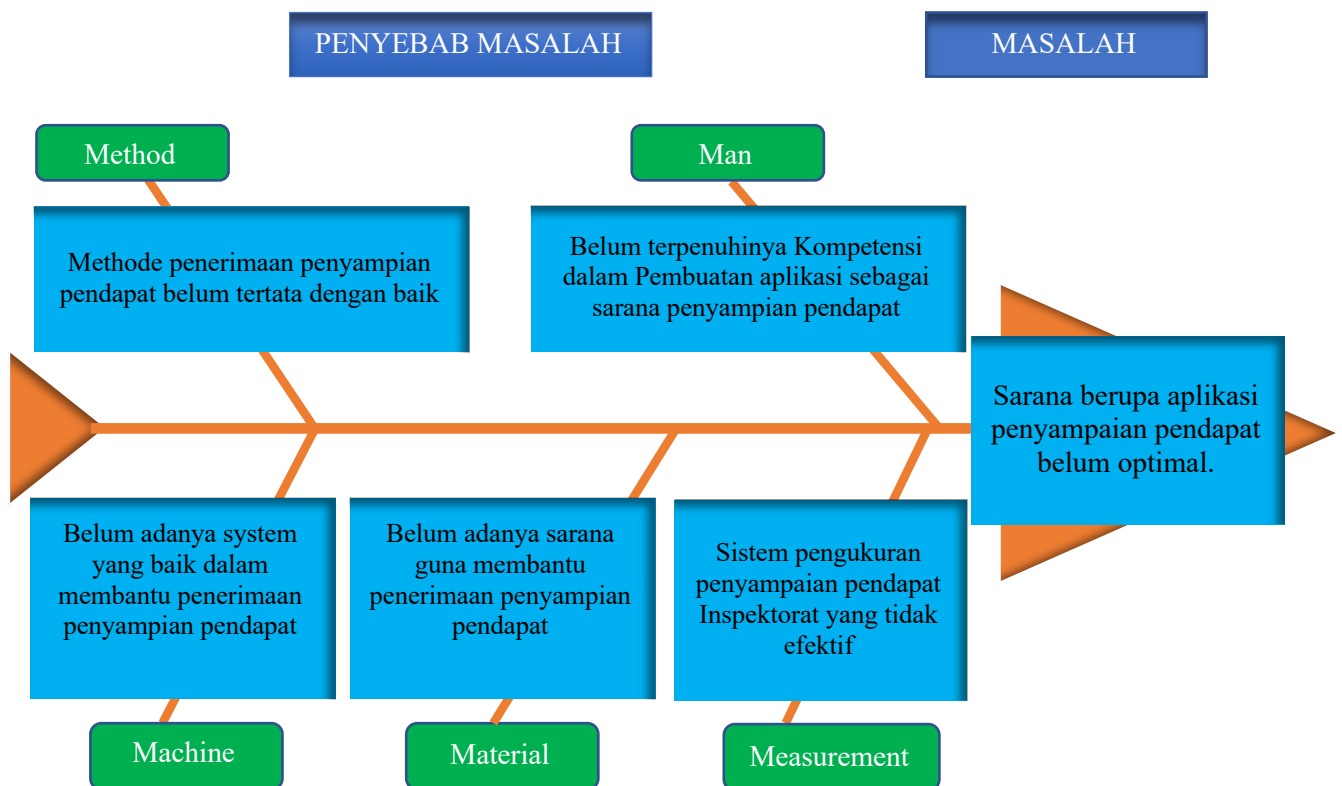 PENYEBAB MASALAH
MASALAH
Method
Man
Methode penerimaan penyampian
pendapat belum tertata dengan baik
Belum terpenuhinya Kompetensi
dalam Pembuatan aplikasi sebagai
sarana penyampian pendapat
Sarana berupa aplikasi
penyampaian pendapat
belum optimal.
Belum adanya system
yang baik dalam
membantu penerimaan
penyampian pendapat
Belum adanya sarana
guna membantu
penerimaan penyampian
pendapat
Sistem pengukuran
penyampaian pendapat
Inspektorat yang tidak
efektif
Machine
Material
Measurement